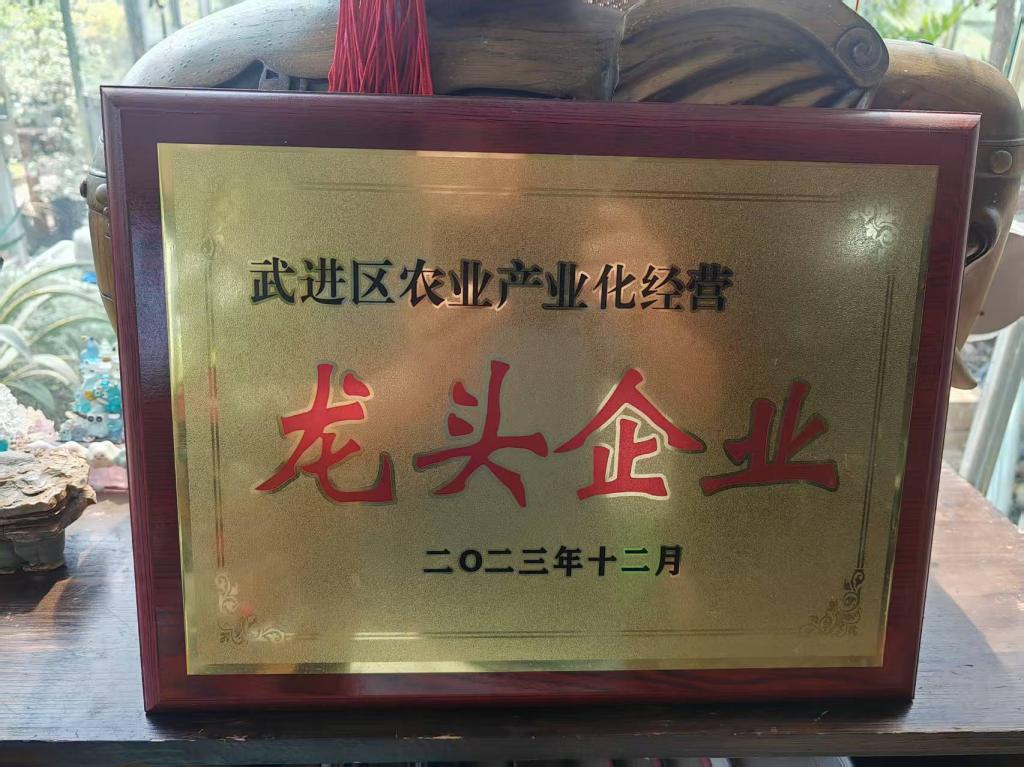 武进区农业产业化经营
龙头企业
二〇二三年十二月